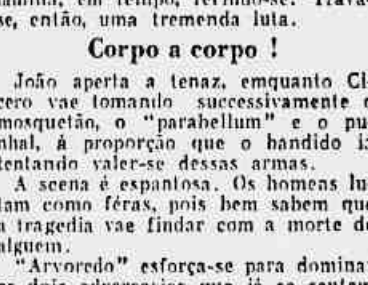 se, então, uma tremenda luta.
Corpo a corpo !
João aperta a tenaz, emquanto Ci-
cero vae tomando successivamente
mosquetão, o "parabellum" e o pu-
nhal, á proporção que o bandido ia
tentando valer-se dessas armas.
A scena é espantosa. Os homens lu-
tam como féras, pois bem sabem que
a tragedia vae findar com a morte de
alguem.
"Arvoredo" esforça-se para dominar